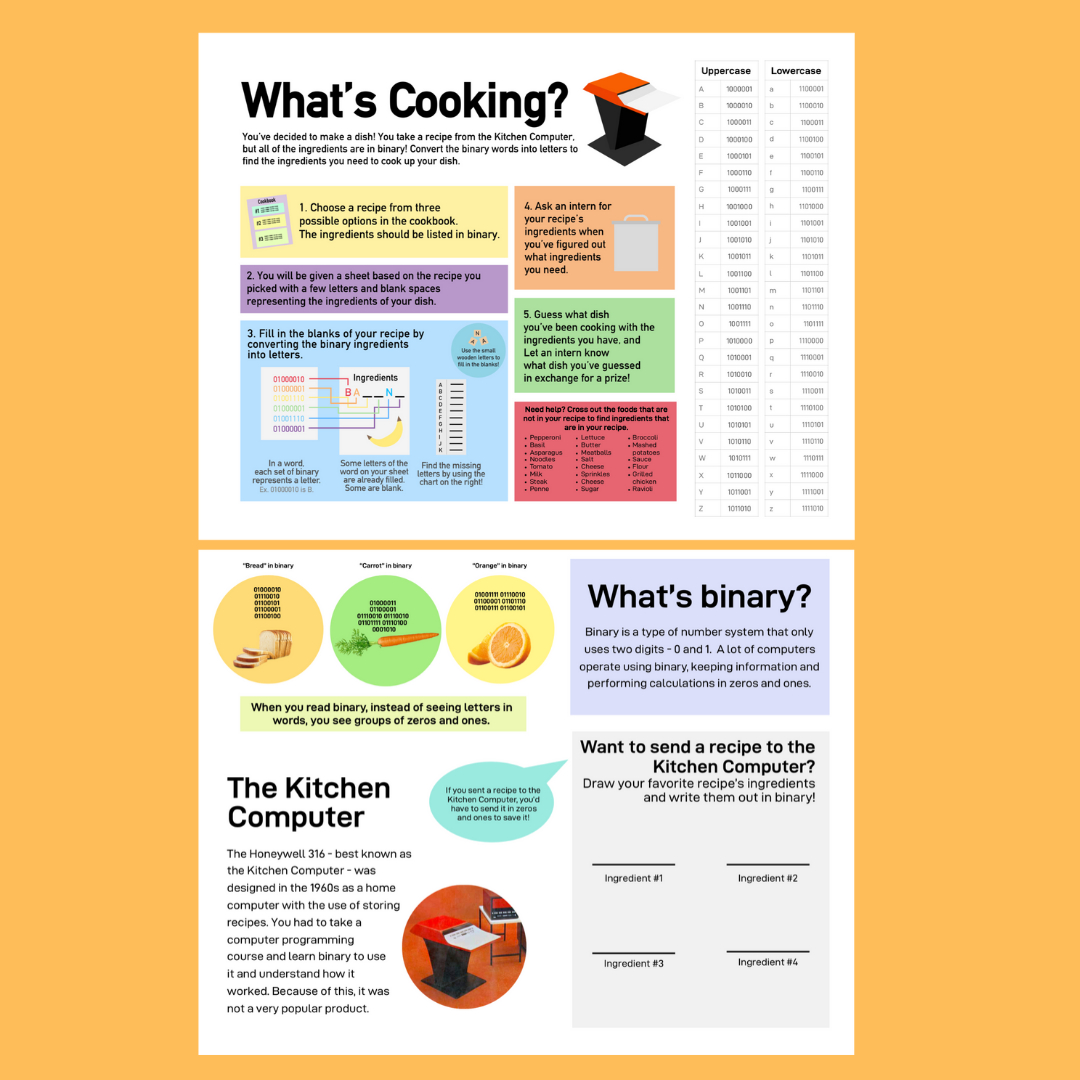 What's Cooking?
You've decided to make a dish! You take a recipe from the Kitchen Computer,
but all of the ingredients are in binary! Convert the binary words into letters to
find the ingredients you need to cook up your dish.
Cookbook
#1
#2
#3
1. Choose a recipe from three
possible options in the cookbook.
The ingredients should be listed in binary.
2. You will be given a sheet based on the recipe you
picked with a few letters and blank spaces
representing the ingredients of your dish.
3. Fill in the blanks of your recipe by
converting the binary ingredients
into letters.
N
A A
Use the small
wooden letters to
fill in the blanks!
01000010
01000001
01001110
01000001
01001110
01000001
Ingredients
B A _ _ N _
A
B
C
D
E
F
G
H
I
J
K
In a word,
each set of binary
represents a letter.
Ex. 01000010 is B.
Some letters of the
word on your sheet
are already filled.
Some are blank.
Find the missing
letters by using the
chart on the right!
4. Ask an intern for
your recipe's
ingredients when
you've figured out
what ingredients
you need.
5. Guess what dish
you've been cooking with the
ingredients you have, and
Let an intern know
what dish you've guessed
in exchange for a prize!
Need help? Cross out the foods that are
not in your recipe to find ingredients that
are in your recipe.
• Pepperoni
• Basil
• Asparagus
• Noodles
• Tomato
• Milk
• Steak
• Penne
• Lettuce
• Butter
• Meatballs
• Salt
• Cheese
• Sprinkles
• Cheese
• Sugar
• Broccoli
• Mashed
potatoes
• Sauce
• Flour
• Grilled
chicken
• Ravioli
Uppercase Lowercase
A 1000001 a 1100001
B 1000010 b 1100010
C 1000011 c 1100011
D 1000100 d 1100100
E 1000101 e 1100101
F 1000110 f 1100110
G 1000111 g 1100111
H 1001000 h 1101000
I 1001001 i 1101001
J 1001010 j 1101010
K 1001011 k 1101011
L 1001100 l 1101100
M 1001101 m 1101101
N 1001110 n 1101110
O 1001111 o 1101111
P 1010000 p 1110000
Q 1010001 q 1110001
R 1010010 r 1110010
S 1010011 s 1110011
T 1010100 t 1110100
U 1010101 u 1110101
V 1010110 v 1110110
W 1010111 w 1110111
X 1011000 x 1111000
Y 1011001 y 1111001
Z 1011010 z 1111010
"Bread" in binary
01000010
01110010
01100101
01100001
01100100
"Carrot" in binary
01000011
01100001
01110010 01110010
01101111 01110100
0001010
"Orange" in binary
01001111 01110010
01100001 01101110
01100111 01100101
When you read binary, instead of seeing letters in
words, you see groups of zeros and ones.
What's binary?
Binary is a type of number system that only
uses two digits - 0 and 1. A lot of computers
operate using binary, keeping information and
performing calculations in zeros and ones.
The Kitchen
Computer
The Honeywell 316 - best known as
the Kitchen Computer - was
designed in the 1960s as a home
computer with the use of storing
recipes. You had to take a
computer programming
course and learn binary to use
it and understand how it
worked. Because of this, it was
not a very popular product.
If you sent a recipe to the
Kitchen Computer, you'd
have to send it in zeros
and ones to save it!
Want to send a recipe to the
Kitchen Computer?
Draw your favorite recipe's ingredients
and write them out in binary!
Ingredient #1
Ingredient #2
Ingredient #3
Ingredient #4